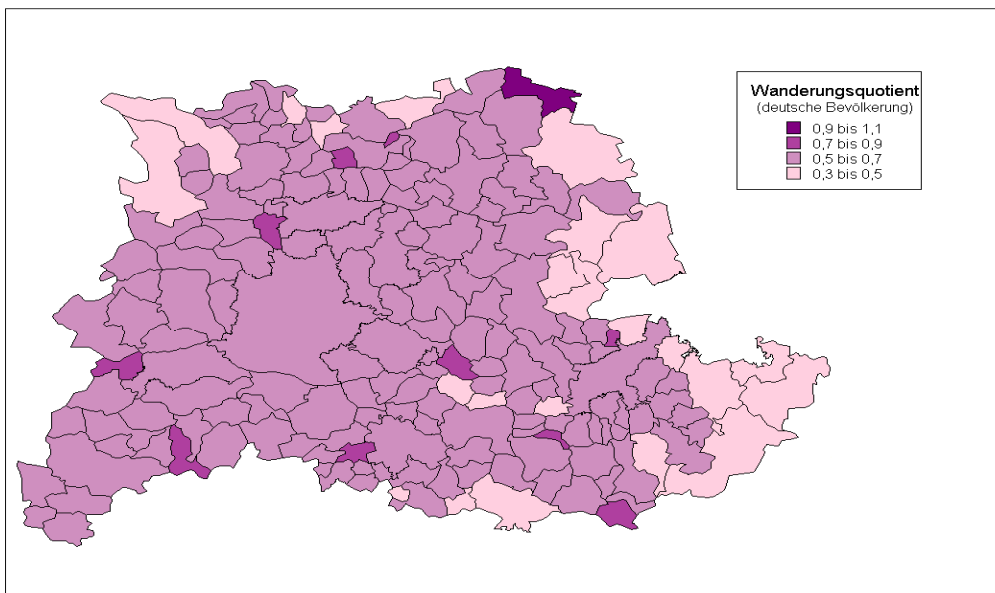 Wanderungsquotient
(deutsche Bevölkerung)
0,9 bis 1,1
0,7 bis 0,9
0,5 bis 0,7
0,3 bis 0,5